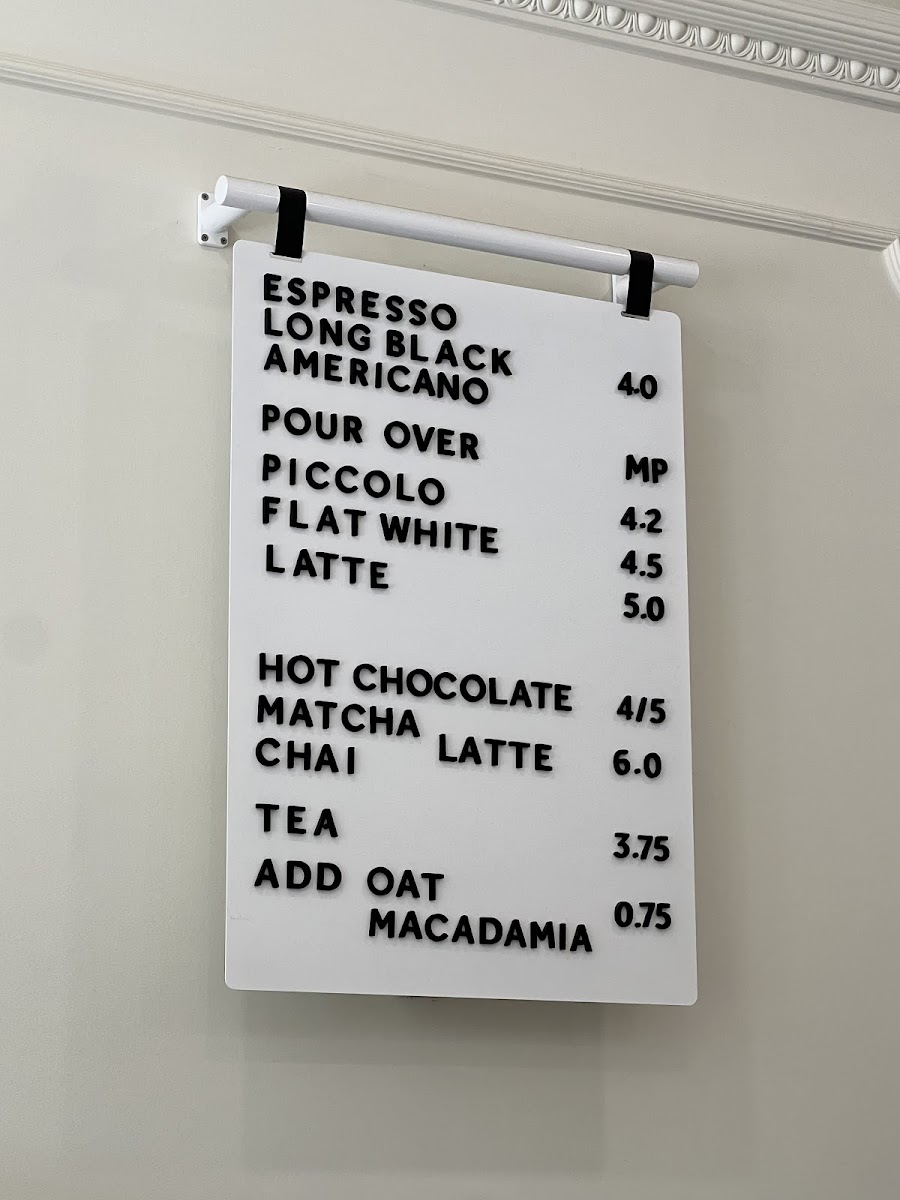 ESPRESSO
LONG BLACK
AMERICANO 4.0
POUR OVER MP
PICCOLO 4.2
FLAT WHITE 4.5
LATTE 5.0
HOT CHOCOLATE 4/5
MATCHA
LATTE 6.0
CHAI
TEA 3.75
ADD OAT
MACADAMIA 0.75